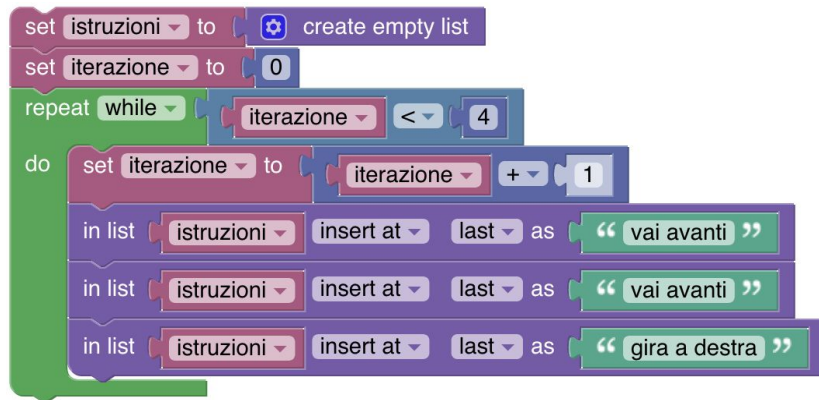 set istruzioni to create empty list
set iterazione to 0
repeat while iterazione < 4
do set iterazione to iterazione + 1
in list istruzioni insert at last as “ vai avanti ”
in list istruzioni insert at last as “ vai avanti ”
in list istruzioni insert at last as “ gira a destra ”